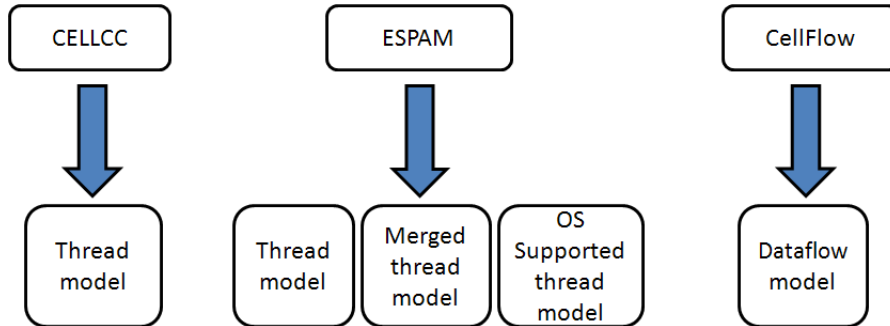 CELLCC
ESPAM
CellFlow
Thread
model
Thread
model
Merged
thread
model
OS
Supported
thread
model
Dataflow
model